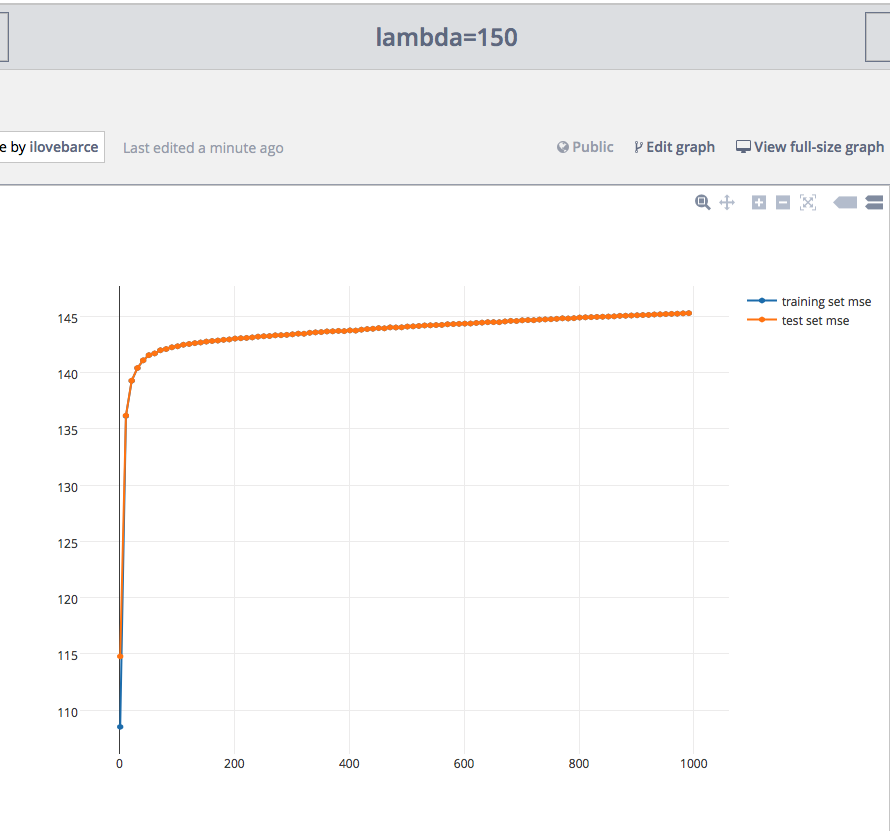 lambda=150
e by ilovebarce
Last edited a minute ago
Public
Edit graph
View full-size graph
training set mse
test set mse
145
140
135
130
125
120
115
110
0 200 400 600 800 1000